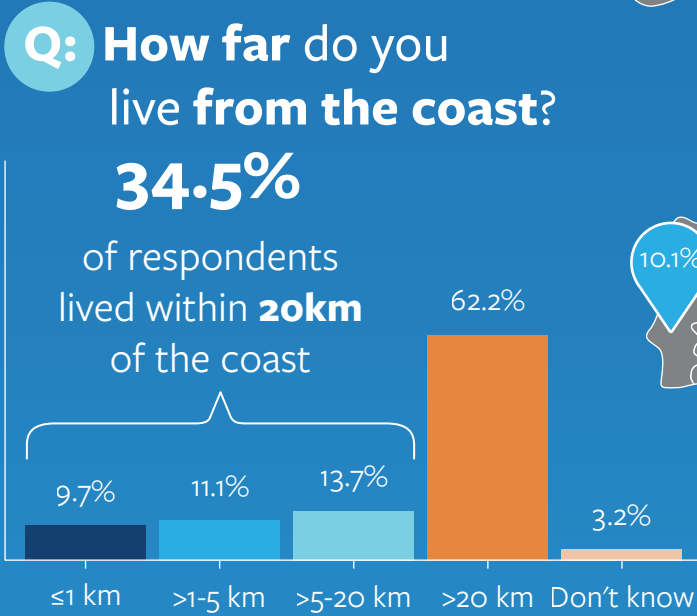 Q: How far do you
live from the coast?
34.5%
of respondents
lived within 20km
of the coast
10.1%
62.2%
9.7%
11.1%
13.7%
3.2%
≤1 km
>1-5 km
>5-20 km
>20 km
Don't know